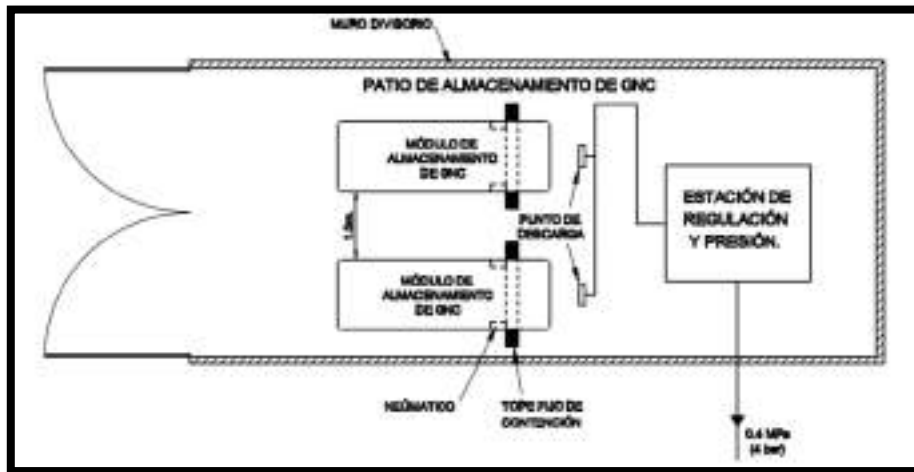 MURO DIVISORIO
PATIO DE ALMACENAMIENTO DE GNC
MÓDULO DE
ALMACENAMIENTO
DE GNC
PUNTO DE
DESCARGA
ESTACIÓN DE
REGULACIÓN
Y PRESIÓN.
MÓDULO DE
ALMACENAMIENTO
DE GNC
NEÚMATICO
TOPE FIJO DE
CONTENCIÓN
0.4 MPa
(4 bar)